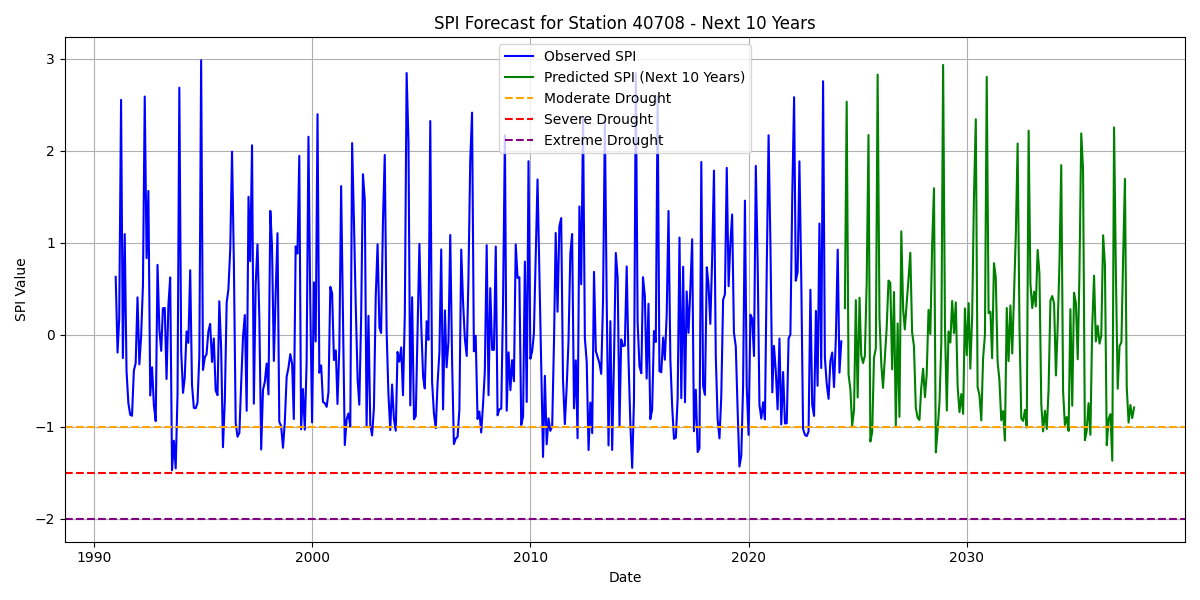 SPI Forecast for Station 40708 - Next 10 Years
Observed SPI
Predicted SPI (Next 10 Years)
Moderate Drought
Severe Drought
Extreme Drought
SPI Value
3
2
1
0
−1
−2
1990
2000
2010
2020
2030
Date